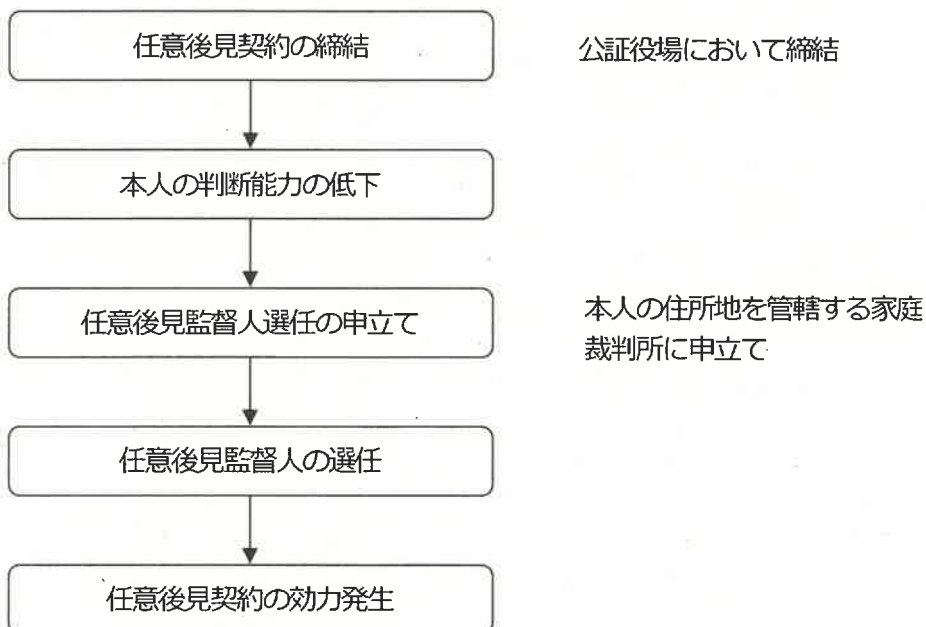 任意後見契約の締結
公証役場において締結
本人の判断能力の低下
任意後見監督人選任の申立て
本人の住所地を管轄する家庭
裁判所に申立て
任意後見監督人の選任
任意後見契約の効力発生